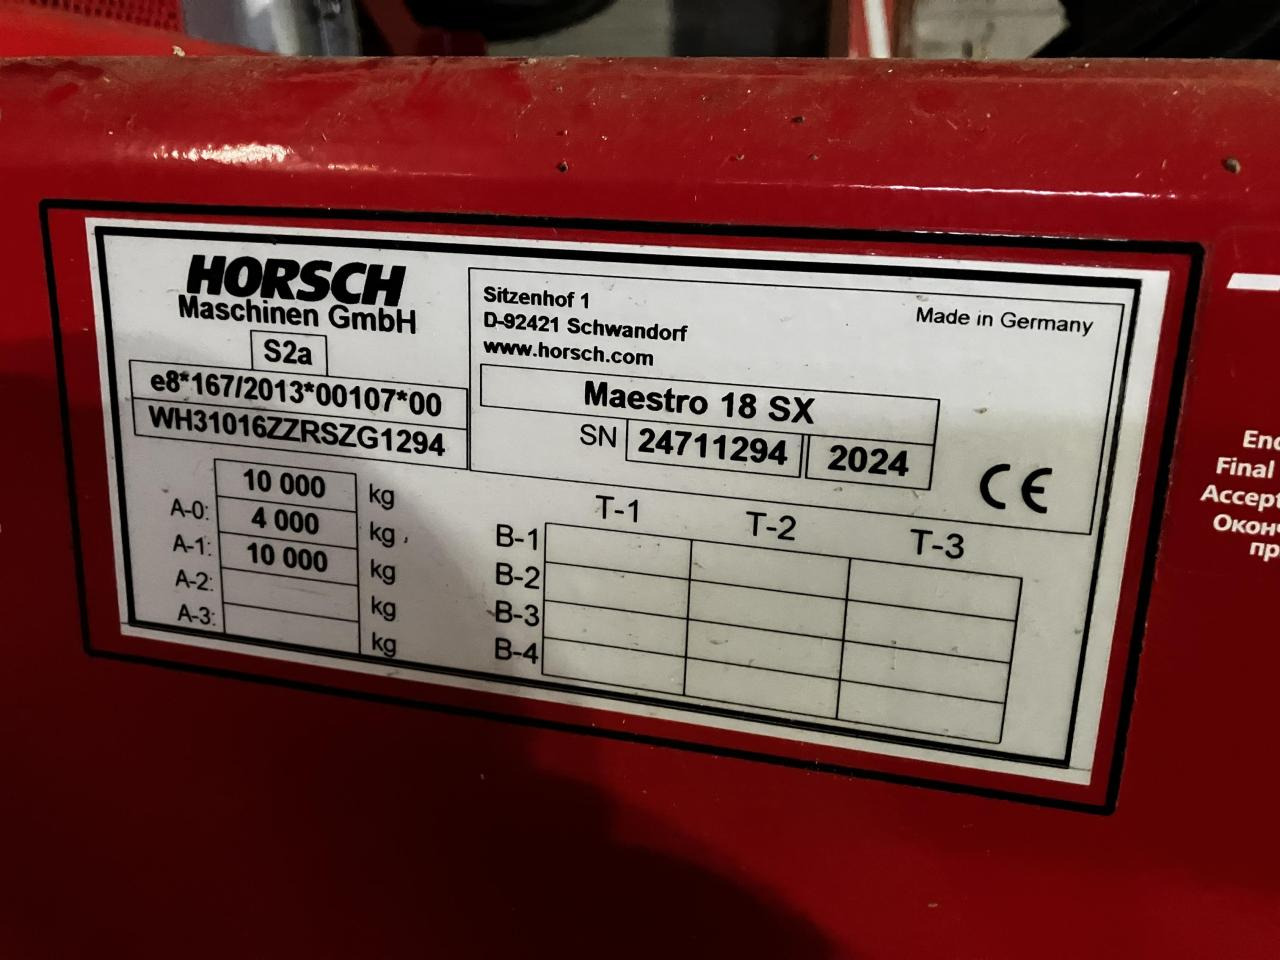 HORSCH
Maschinen GmbH
S2a
e8*167/2013*00107*00
WH31016ZZRSZG1294
Sitzenhof 1
D-92421 Schwandorf
www.horsch.com
Made in Germany
Maestro 18 SX
SN 24711294 2024
CE
10 000 kg
A-0: 4 000 kg
A-1: 10 000 kg
A-2: kg
A-3: kg
T-1 T-2 T-3
B-1
B-2
B-3
B-4
Final
Accept